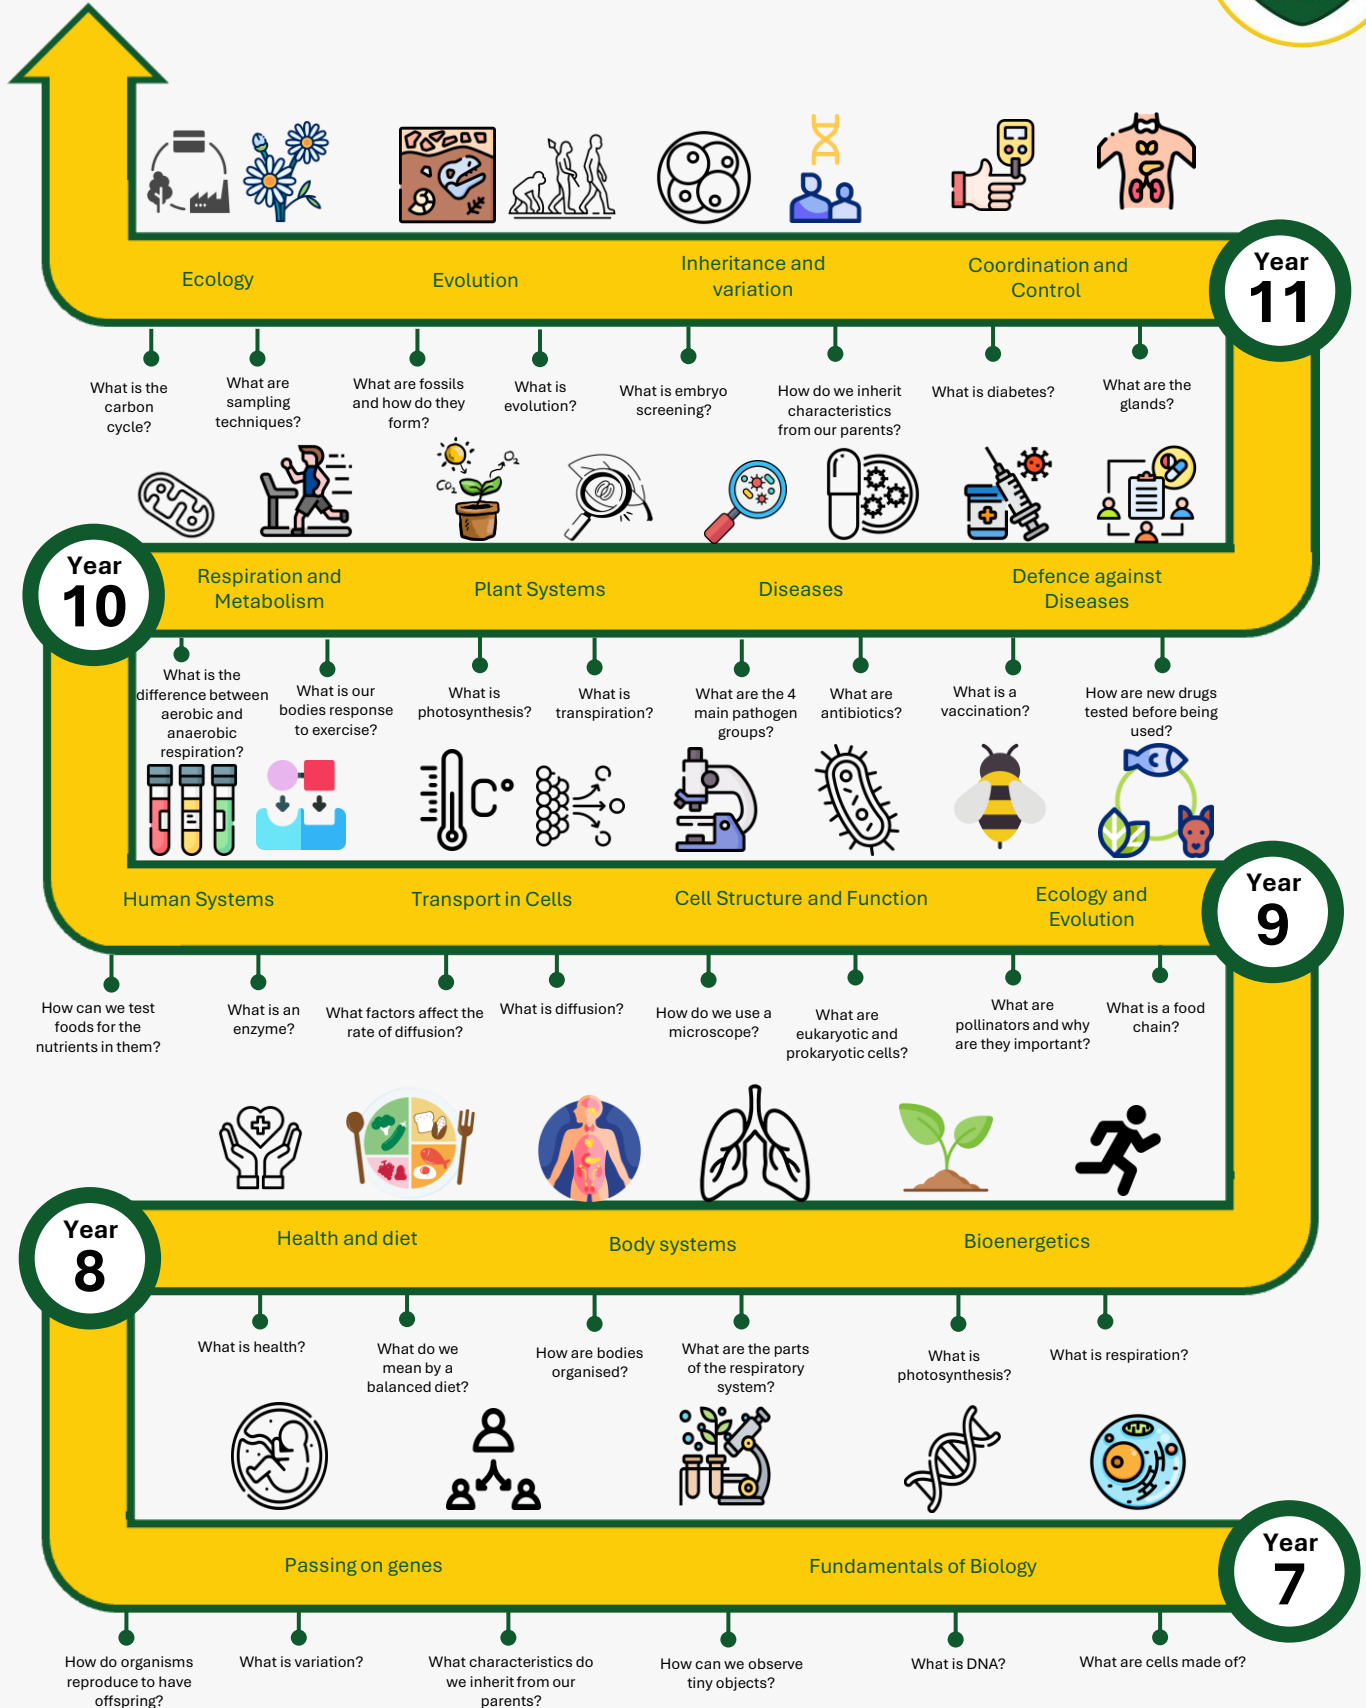 Ecology
Evolution
Inheritance and
variation
Coordination and
Control
Year
11
What is the
carbon
cycle?
What are
sampling
techniques?
What are fossils
and how do they
form?
What is
evolution?
What is embryo
screening?
How do we inherit
characteristics
from our parents?
What is diabetes?
What are the
glands?
CO₂
O₂
Year
10
Respiration and
Metabolism
Plant Systems
Diseases
Defence against
Diseases
What is the
difference between
aerobic and
anaerobic
respiration?
What is our
bodies response
to exercise?
What is
photosynthesis?
What is
transpiration?
What are the 4
main pathogen
groups?
What are
antibiotics?
What is a
vaccination?
How are new drugs
tested before being
used?
C°
Human Systems
Transport in Cells
Cell Structure and Function
Ecology and
Evolution
Year
9
How can we test
foods for the
nutrients in them?
What is an
enzyme?
What factors affect the
rate of diffusion?
What is diffusion?
How do we use a
microscope?
What are
eukaryotic and
prokaryotic cells?
What are
pollinators and why
are they important?
What is a food
chain?
Year
8
Health and diet
Body systems
Bioenergetics
What is health?
What do we
mean by a
balanced diet?
How are bodies
organised?
What are the parts
of the respiratory
system?
What is
photosynthesis?
What is respiration?
Passing on genes
Fundamentals of Biology
Year
7
How do organisms
reproduce to have
offspring?
What is variation?
What characteristics do
we inherit from our
parents?
How can we observe
tiny objects?
What is DNA?
What are cells made of?